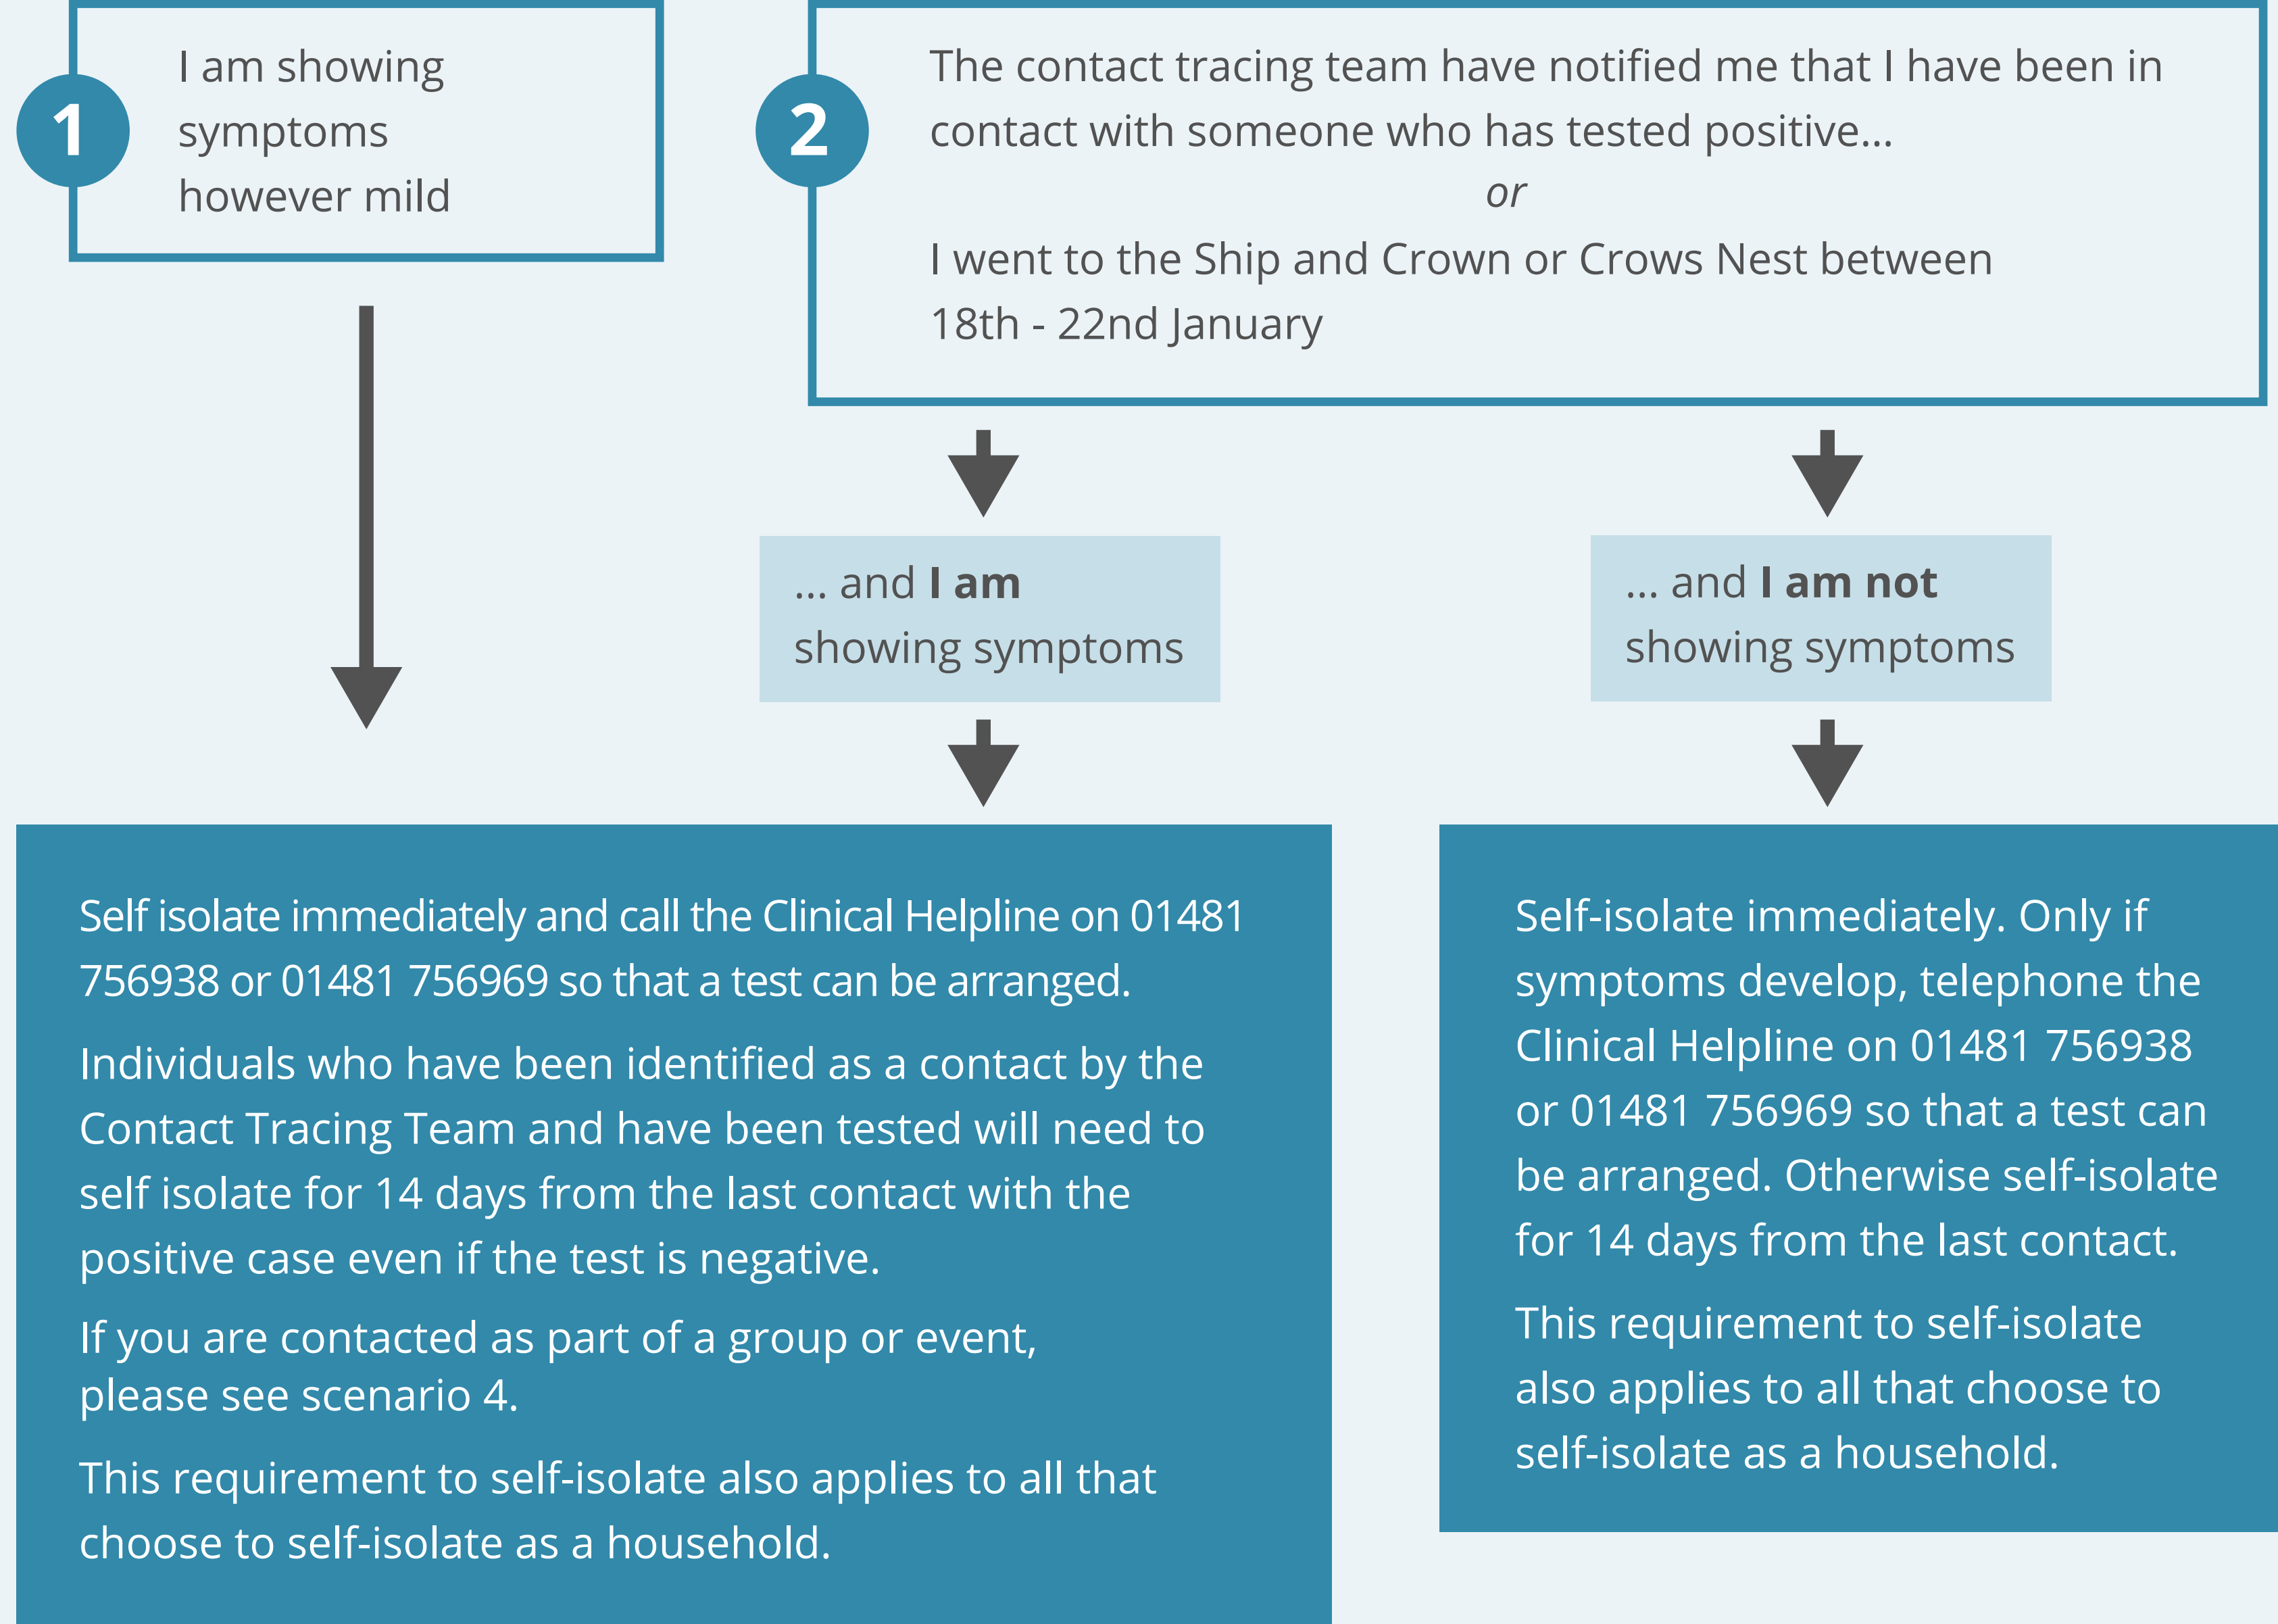 1
I am showing
symptoms
however mild
2
The contact tracing team have notified me that I have been in
contact with someone who has tested positive...
or
I went to the Ship and Crown or Crows Nest between
18th - 22nd January
... and I am
showing symptoms
... and I am not
showing symptoms
Self isolate immediately and call the Clinical Helpline on 01481
756938 or 01481 756969 so that a test can be arranged.
Individuals who have been identified as a contact by the
Contact Tracing Team and have been tested will need to
self isolate for 14 days from the last contact with the
positive case even if the test is negative.
If you are contacted as part of a group or event,
please see scenario 4.
This requirement to self-isolate also applies to all that
choose to self-isolate as a household.
Self-isolate immediately. Only if
symptoms develop, telephone the
Clinical Helpline on 01481 756938
or 01481 756969 so that a test can
be arranged. Otherwise self-isolate
for 14 days from the last contact.
This requirement to self-isolate
also applies to all that choose to
self-isolate as a household.